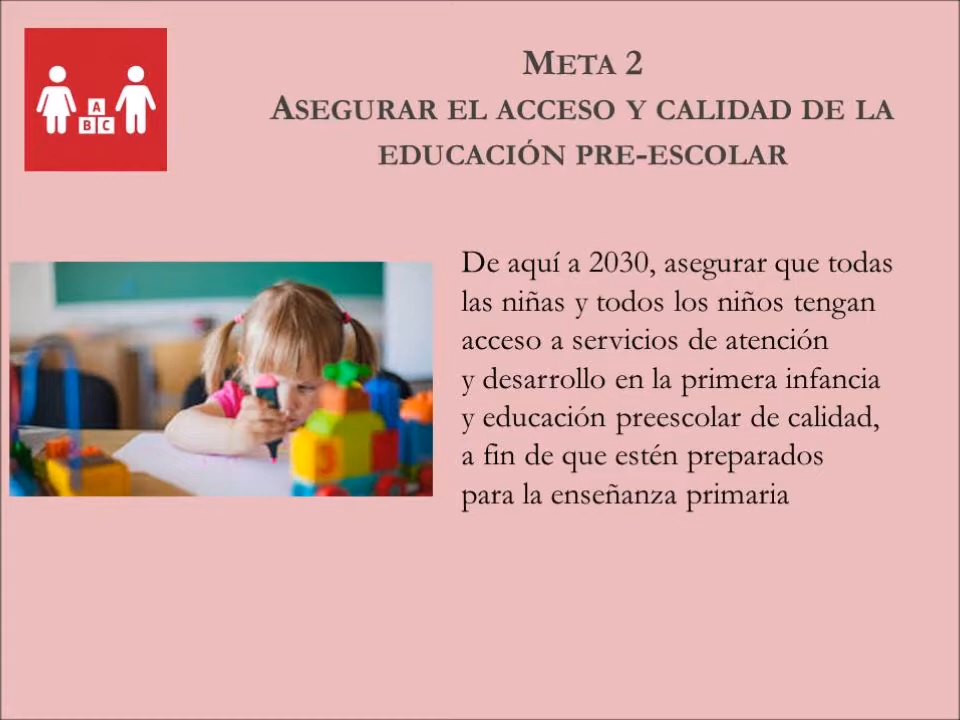 A
B C
META 2
ASEGURAR EL ACCESO Y CALIDAD DE LA
EDUCACIÓN PRE-ESCOLAR
De aquí a 2030, asegurar que todas
las niñas y todos los niños tengan
acceso a servicios de atención
y desarrollo en la primera infancia
y educación preescolar de calidad,
a fin de que estén preparados
para la enseñanza primaria